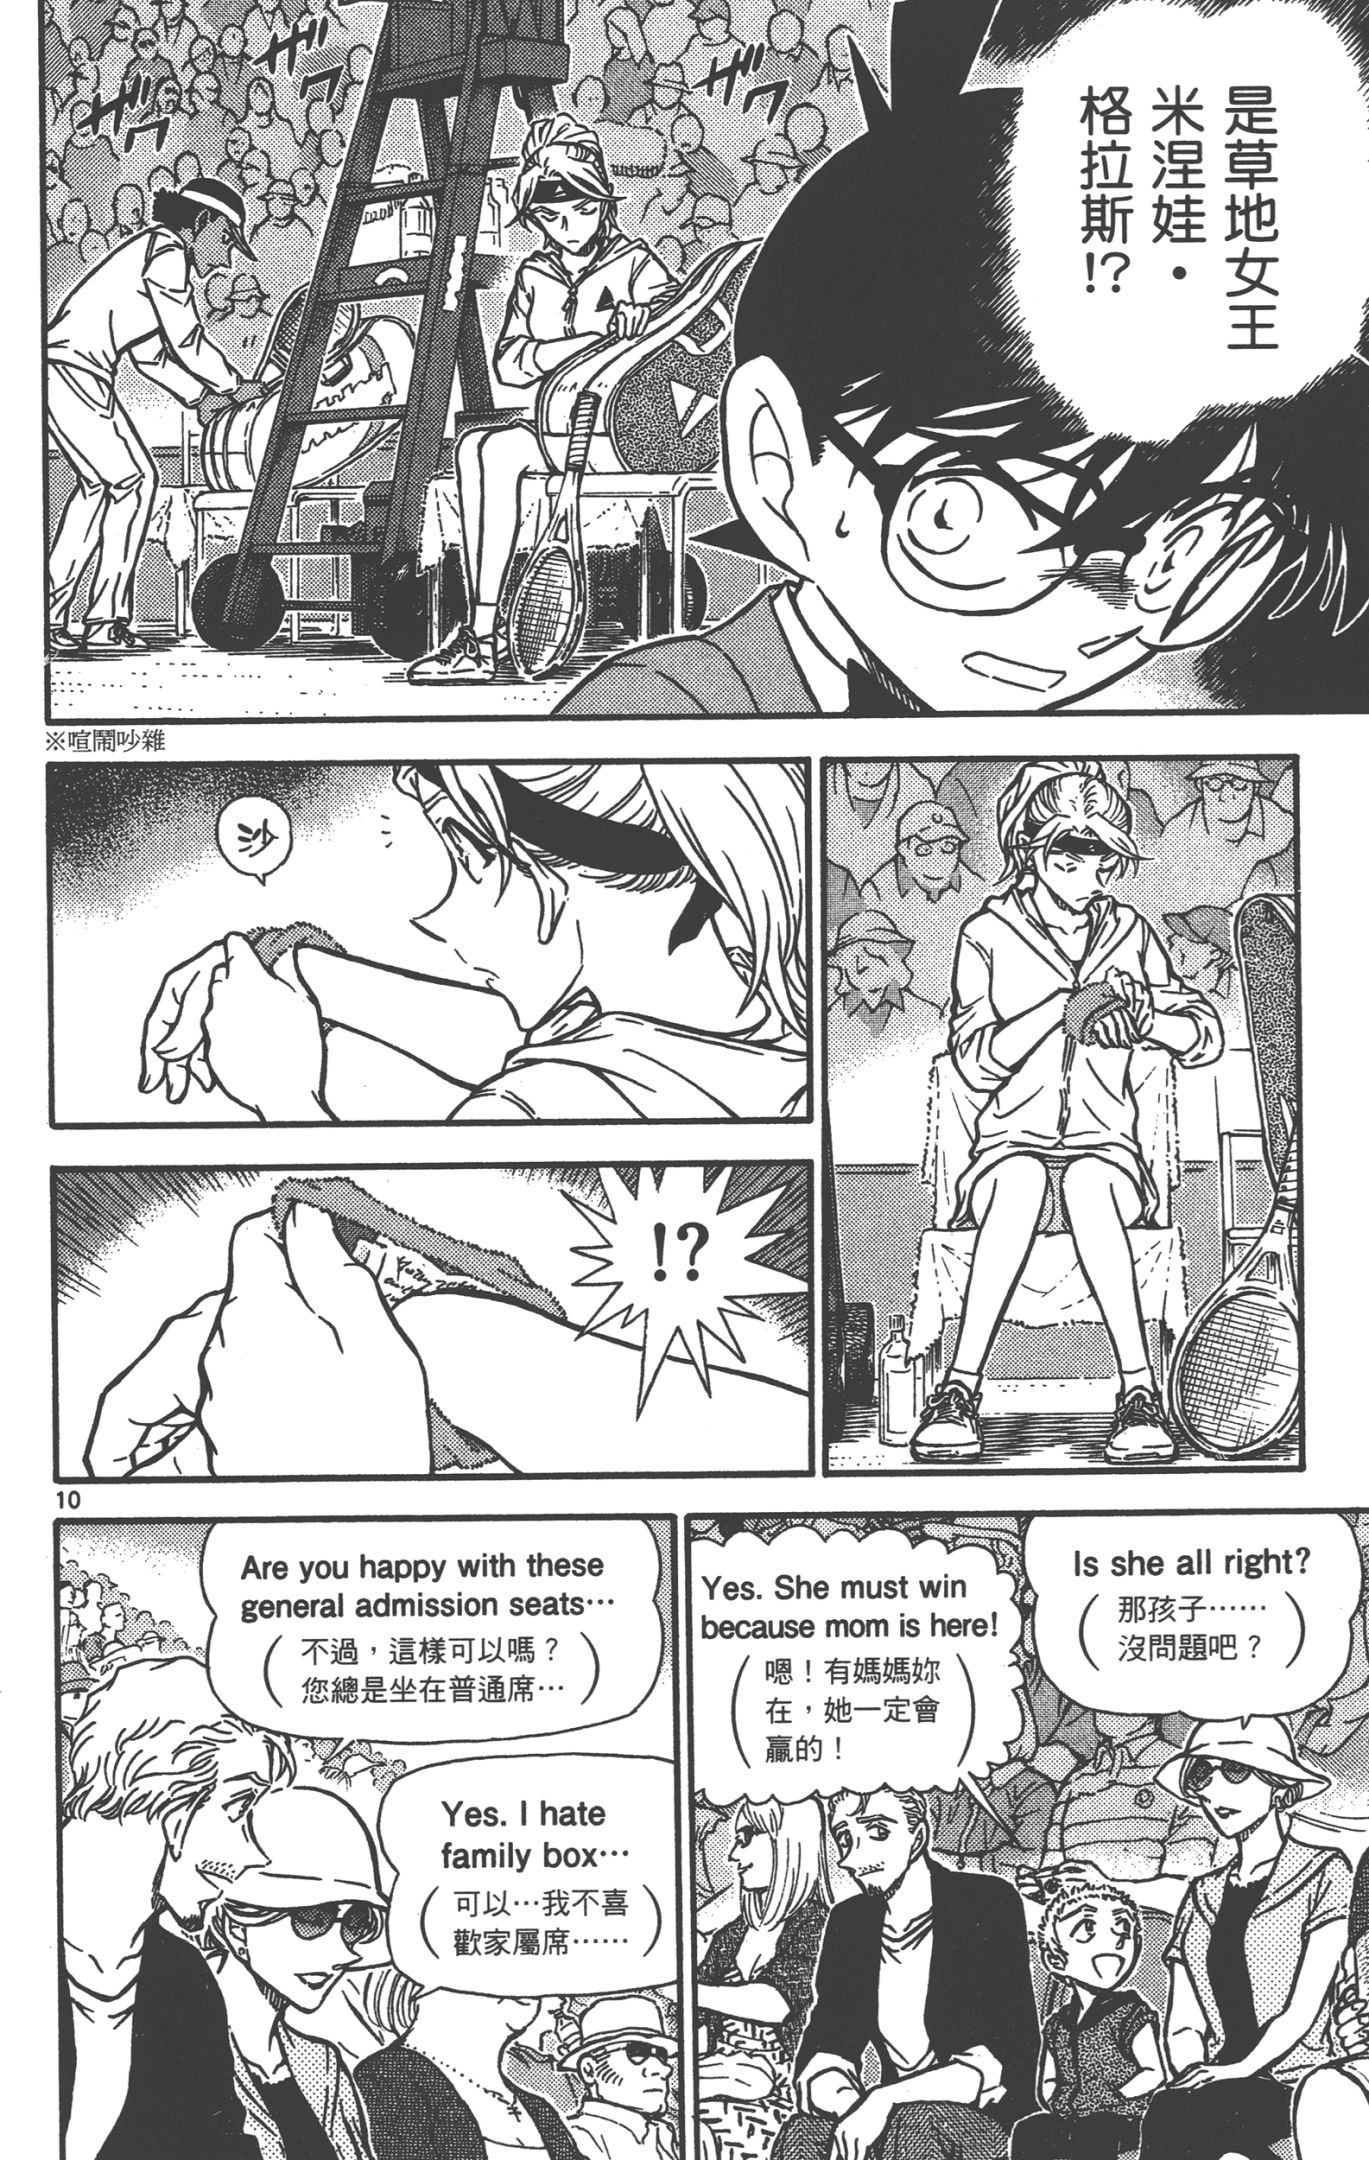 是草地女王
米涅娃・
格拉斯!?
ザワ
ザワ
ザワ
※喧鬧吵雜
!?
10
Is she all right?
(那孩子⋯⋯
沒問題吧？)
Yes. She must win
because mom is here!
(嗯！有媽媽妳
在，她一定會
贏的！)
Are you happy with these
general admission seats⋯
(不過，這樣可以嗎？
您總是坐在普通席⋯)
Yes. I hate
family box⋯
(可以⋯我不喜
歡家屬席⋯⋯)